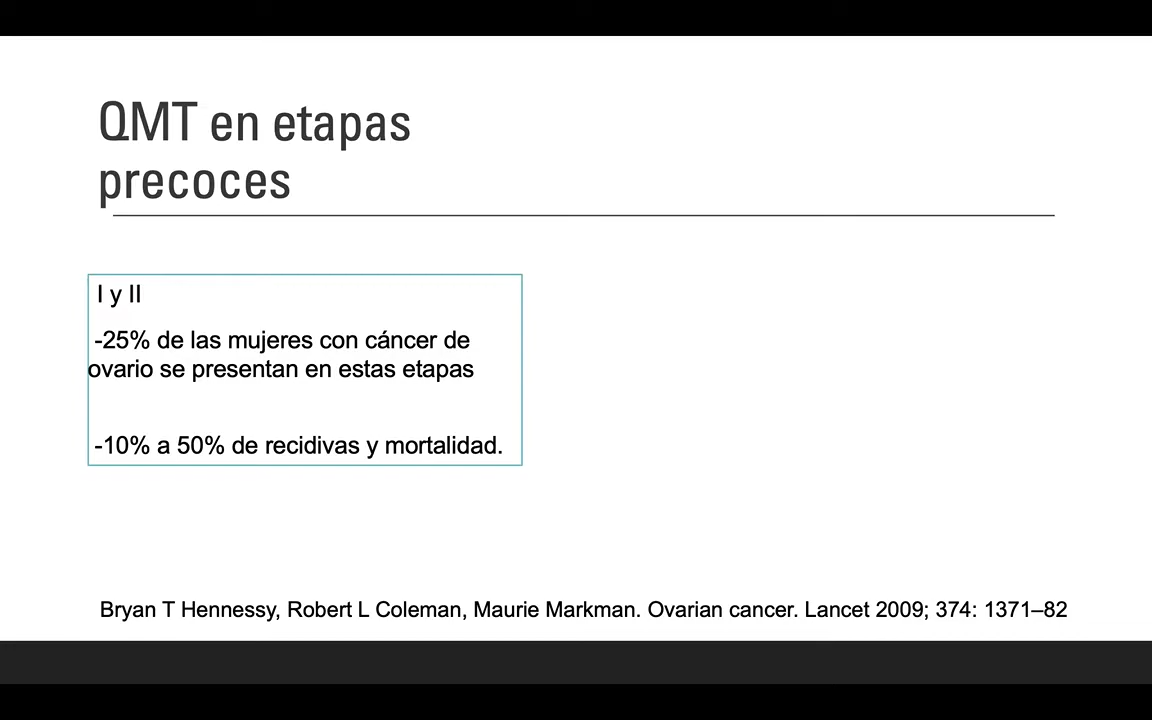 QMT en etapas
precoces
I y II
-25% de las mujeres con cáncer de
ovario se presentan en estas etapas
-10% a 50% de recidivas y mortalidad.
Bryan T Hennessy, Robert L Coleman, Maurie Markman. Ovarian cancer. Lancet 2009; 374: 1371–82